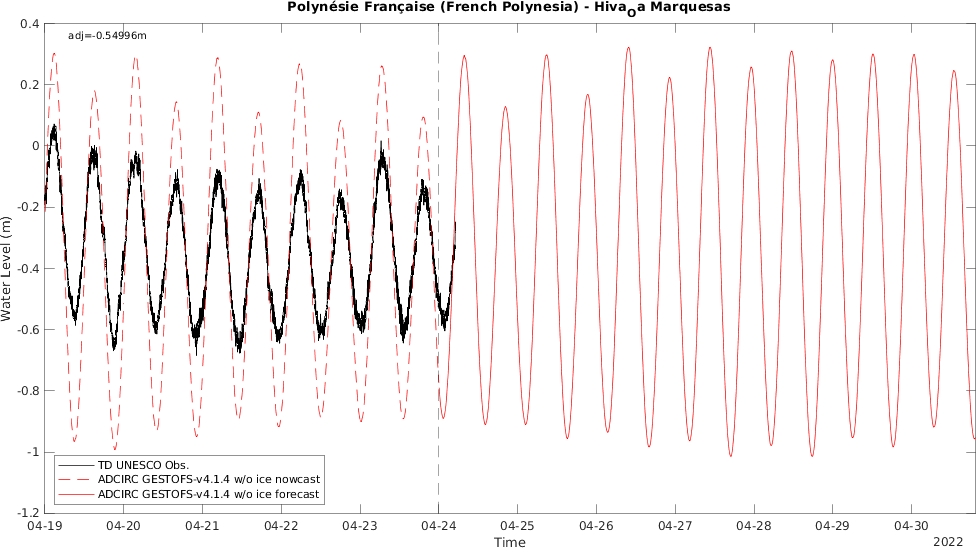 Polynésie Française (French Polynesia) - Hiva_Oa Marquesas
adj=-0.54996m
0.4
0.2
0
-0.2
-0.4
-0.6
-0.8
-1
-1.2
Water Level (m)
TD UNESCO Obs.
ADCIRC GESTOFS-v4.1.4 w/o ice nowcast
ADCIRC GESTOFS-v4.1.4 w/o ice forecast
04-19 04-20 04-21 04-22 04-23 04-24 04-25 04-26 04-27 04-28 04-29 04-30
Time
2022